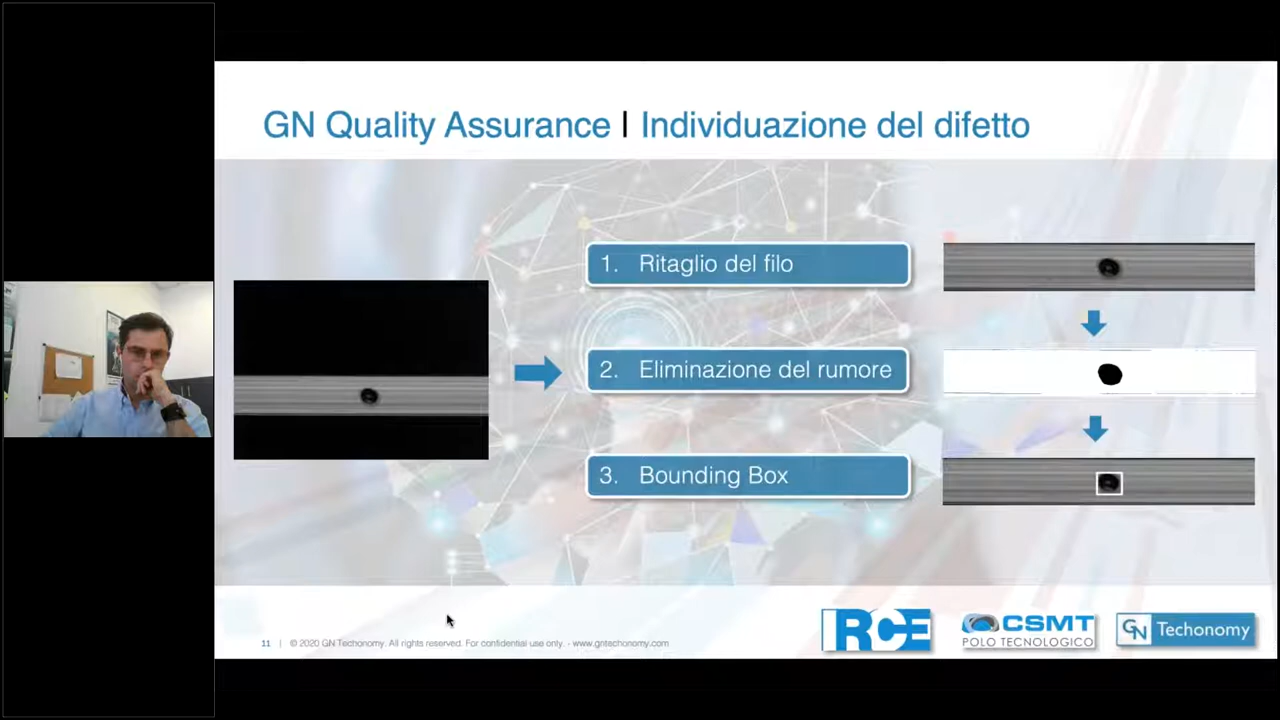 GN Quality Assurance | Individuazione del difetto
1. Ritaglio del filo
2. Eliminazione del rumore
3. Bounding Box
11 | © 2020 GN Techonomy. All rights reserved. For confidential use only. - www.gntechonomy.com
IRCE
CSMT
POLO TECNOLOGICO
GN Techonomy